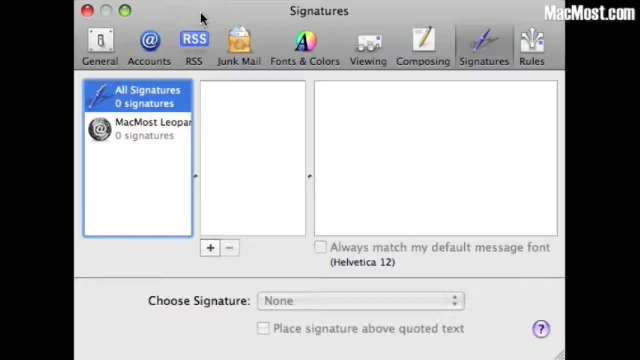 Signatures
MacMost.com
General
Accounts
RSS
RSS
Junk Mail
Fonts & Colors
Viewing
Composing
Signatures
Rules
All Signatures
0 signatures
MacMost Leopar
0 signatures
+ −
Always match my default message font
(Helvetica 12)
Choose Signature: None
Place signature above quoted text
?